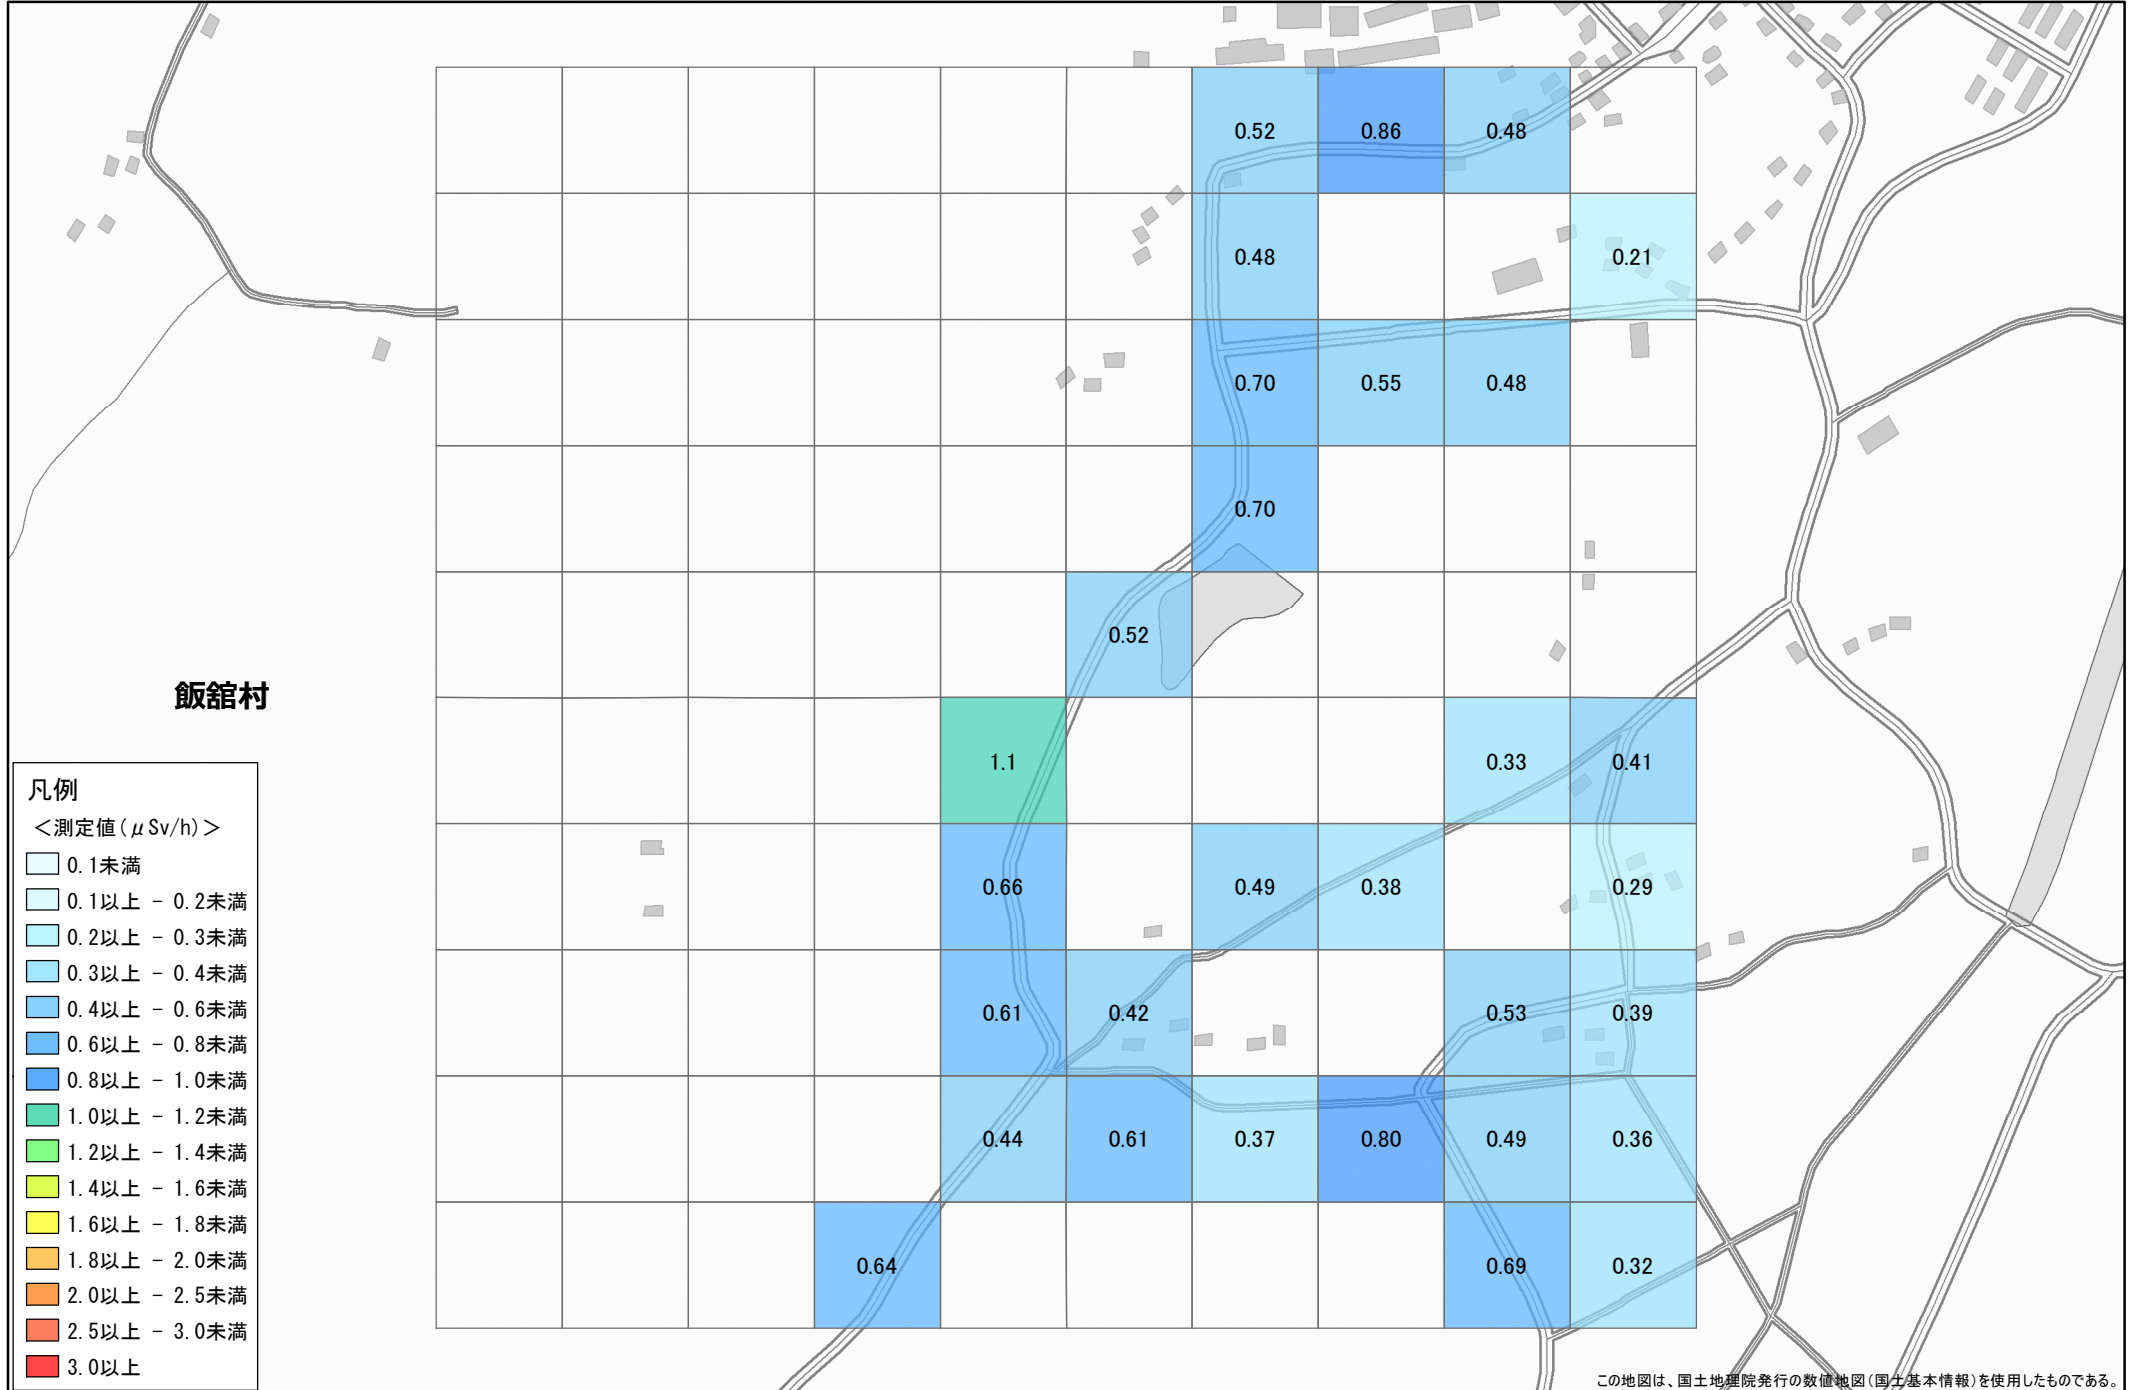 0.52 0.86 0.48
0.48 0.21
0.70 0.55 0.48
0.70
0.52
飯舘村
1.1 0.33 0.41
0.66 0.49 0.38 0.29
0.61 0.42 0.53 0.39
0.44 0.61 0.37 0.80 0.49 0.36
0.64 0.69 0.32
凡例
＜測定値(μSv/h)＞
0.1未満
0.1以上 - 0.2未満
0.2以上 - 0.3未満
0.3以上 - 0.4未満
0.4以上 - 0.6未満
0.6以上 - 0.8未満
0.8以上 - 1.0未満
1.0以上 - 1.2未満
1.2以上 - 1.4未満
1.4以上 - 1.6未満
1.6以上 - 1.8未満
1.8以上 - 2.0未満
2.0以上 - 2.5未満
2.5以上 - 3.0未満
3.0以上
この地図は、国土地理院発行の数値地図(国土基本情報)を使用したものである。